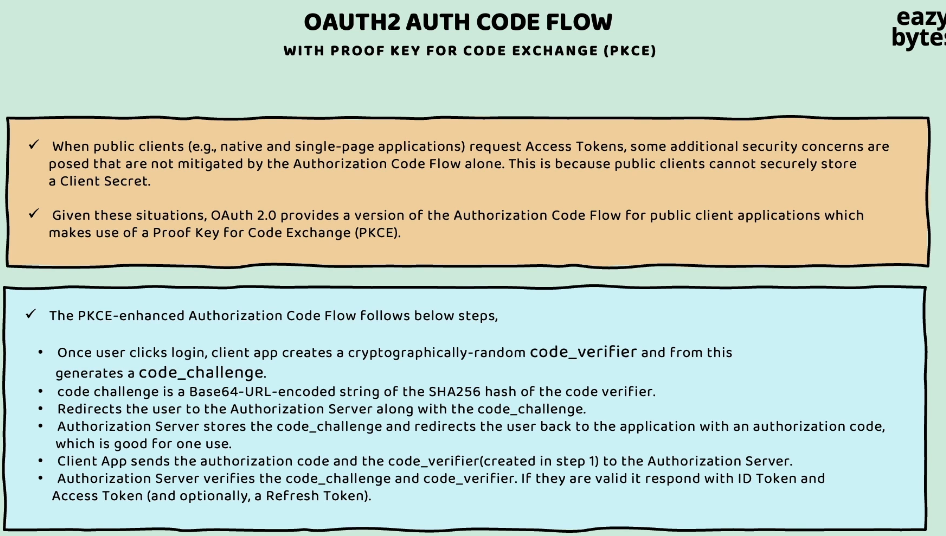 OAUTH2 AUTH CODE FLOW
WITH PROOF KEY FOR CODE EXCHANGE (PKCE)
eazy
bytes
✓ When public clients (e.g., native and single-page applications) request Access Tokens, some additional security concerns are
posed that are not mitigated by the Authorization Code Flow alone. This is because public clients cannot securely store
a Client Secret.
✓ Given these situations, OAuth 2.0 provides a version of the Authorization Code Flow for public client applications which
makes use of a Proof Key for Code Exchange (PKCE).
✓ The PKCE-enhanced Authorization Code Flow follows below steps,
• Once user clicks login, client app creates a cryptographically-random code_verifier and from this
generates a code_challenge.
• code challenge is a Base64-URL-encoded string of the SHA256 hash of the code verifier.
• Redirects the user to the Authorization Server along with the code_challenge.
• Authorization Server stores the code_challenge and redirects the user back to the application with an authorization code,
which is good for one use.
• Client App sends the authorization code and the code_verifier(created in step 1) to the Authorization Server.
• Authorization Server verifies the code_challenge and code_verifier. If they are valid it respond with ID Token and
Access Token (and optionally, a Refresh Token).